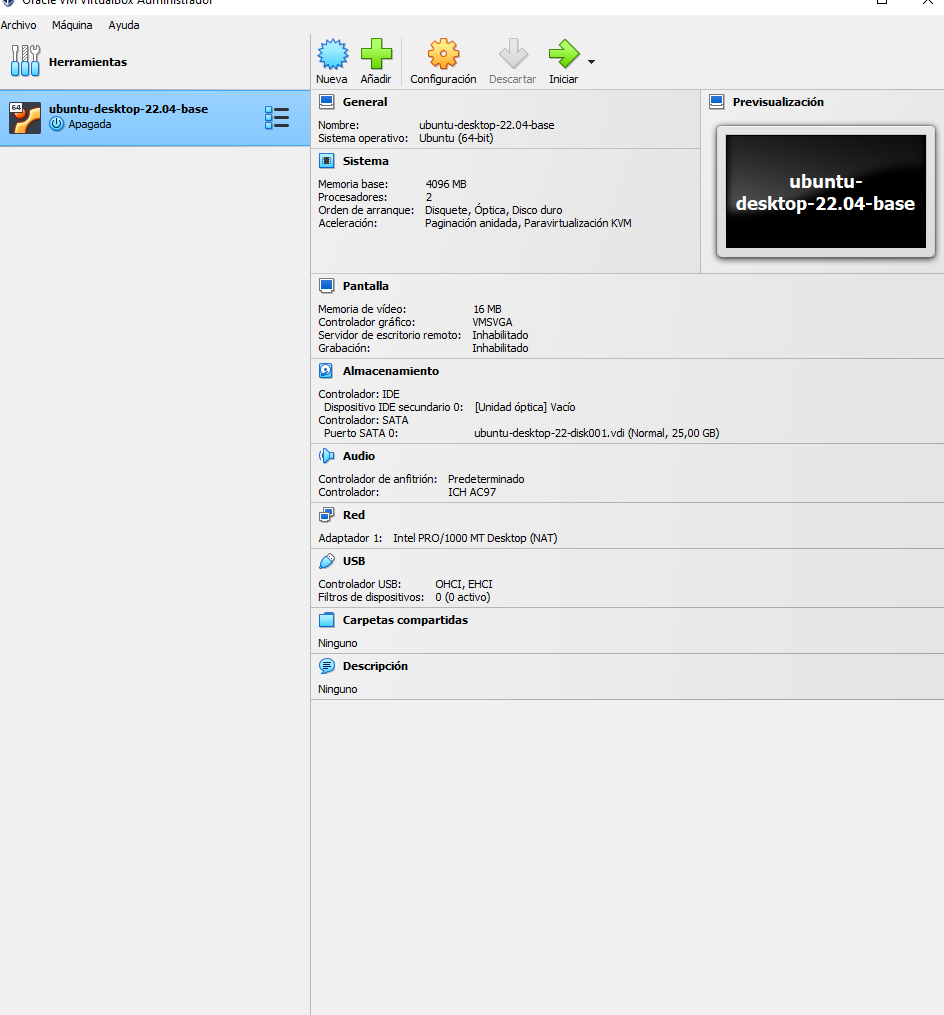 Oracle VM VirtualBox Administrador
Archivo Máquina Ayuda
Herramientas
64
ubuntu-desktop-22.04-base
Apagada
Nueva Añadir Configuración Descartar Iniciar
General
Nombre: ubuntu-desktop-22.04-base
Sistema operativo: Ubuntu (64-bit)
Sistema
Memoria base: 4096 MB
Procesadores: 2
Orden de arranque: Disquete, Óptica, Disco duro
Aceleración: Paginación anidada, Paravirtualización KVM
Previsualización
ubuntu-
desktop-22.04-base
Pantalla
Memoria de vídeo: 16 MB
Controlador gráfico: VMSVGA
Servidor de escritorio remoto: Inhabilitado
Grabación: Inhabilitado
Almacenamiento
Controlador: IDE
Dispositivo IDE secundario 0: [Unidad óptica] Vacío
Controlador: SATA
Puerto SATA 0: ubuntu-desktop-22-disk001.vdi (Normal, 25,00 GB)
Audio
Controlador de anfitrión: Predeterminado
Controlador: ICH AC97
Red
Adaptador 1: Intel PRO/1000 MT Desktop (NAT)
USB
Controlador USB: OHCI, EHCI
Filtros de dispositivos: 0 (0 activo)
Carpetas compartidas
Ninguno
Descripción
Ninguno